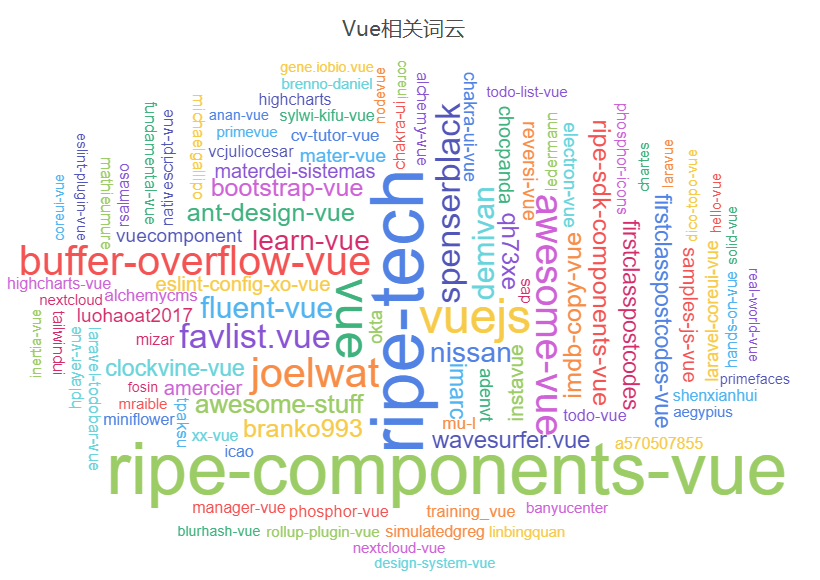 Vue相关词云
gene.iobio.vue
brenno-daniel
highcharts
nodevue
coreui
alchemy-vue
chakra-ui
chakra-ui-vue
todo-list-vue
michaelgallipo
fundamental-vue
nativescript-vue
anan-vue
sylwi-kifu-vue
primevue
cv-tutor-vue
vcjuliocesar
mater-vue
materdei-sistemas
bootstrap-vue
ant-design-vue
vuecomponent
learn-vue
buffer-overflow-vue
eslint-plugin-vue
coreui-vue
mathieumure
rsalmaso
spenserblack
chocpanda
reversi-vue
ledermann
electron-vue
ripe-sdk-components-vue
phosphor-icons
chartes
laravue
dico-topo-vue
hello-vue
solid-vue
ripe-tech
demivan
qh73xe
awesome-vue
env-ydoc-qpmi
firstclasspostcodes
firstclasspostcodes-vue
samples-js-vue
laravel-coreui-vue
hands-on-vue
real-world-vue
highcharts-vue
eslint-config-xo-vue
vue
nextcloud
alchemycms
fluent-vue
luohaoat2017
okta
vuejs
sap
inertia-vue
tailwindui
hplayer-vue
laravel-todobar-vue
mizar
favlist.vue
nissan
clockvine-vue
joelwat
limarc
adenvt
instavue
primefaces
fosin
amercier
shenxianhui
mraible
tpaksu
awesome-stuff
mu-l
todo-vue
aegypius
miniflower
xx-vue
branko993
wavesurfer.vue
a570507855
icao
ripe-components-vue
manager-vue
phosphor-vue
training_vue
banyucenter
blurhash-vue
rollup-plugin-vue
simulatedgreg
linbingquan
nextcloud-vue
design-system-vue